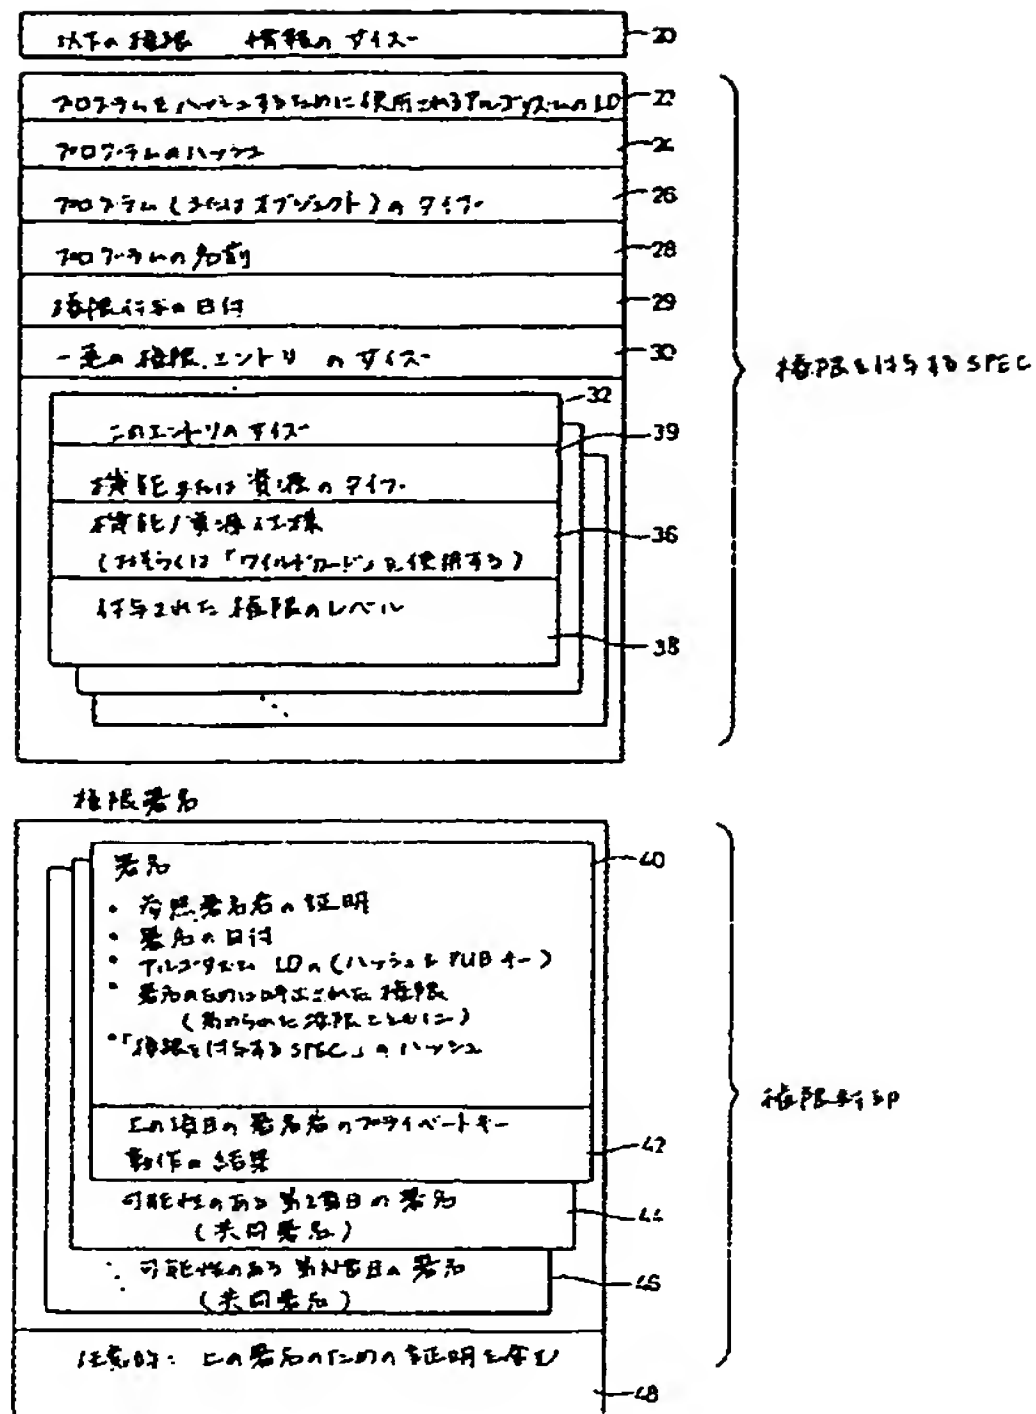 以下の権限 情報のサイズ 20
プログラムをハッシュするために使用されるアルゴリズムのID 22
プログラムのハッシュ 24
プログラム(またはオブジェクト)のタイプ 26
プログラムの名前 28
権限付与の日付 29
一連の権限エントリのサイズ 30
32
このエントリのサイズ
39
機能または資源のタイプ
機能/資源仕様 36
(おそらくは「ワイルドカード」を使用する)
付与された権限のレベル
38
権限を付与するSPEC
権限署名
署名 40
・ 参照署名者の証明
・ 署名の日付
・ アルゴリズム IDの(ハッシュ& PUBキー)
・ 署名のために呼出された権限
(求められた権限とともに)
・「権限を付与するSPEC」のハッシュ
上の項目の署名者のプライベートキー
動作の結果 42
可能性のある第2番目の署名 44
(共同署名)
可能性のある第N番目の署名 46
(共同署名)
任意的: 上の署名のための証明を含む
48